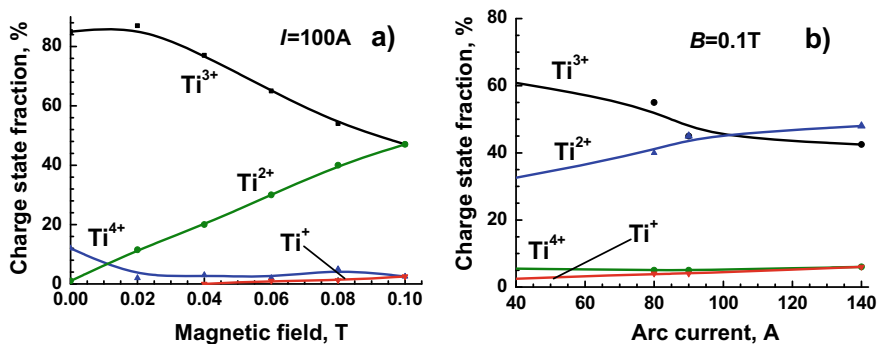 Charge state fraction, %
80
60
40
20
0
I=100A
a)
Ti3+
Ti2+
Ti4+
Ti+
0.00 0.02 0.04 0.06 0.08 0.10
Magnetic field, T
Charge state fraction, %
80
60
40
20
0
B=0.1T
b)
Ti3+
Ti2+
Ti4+
Ti+
40 60 80 100 120 140
Arc current, A